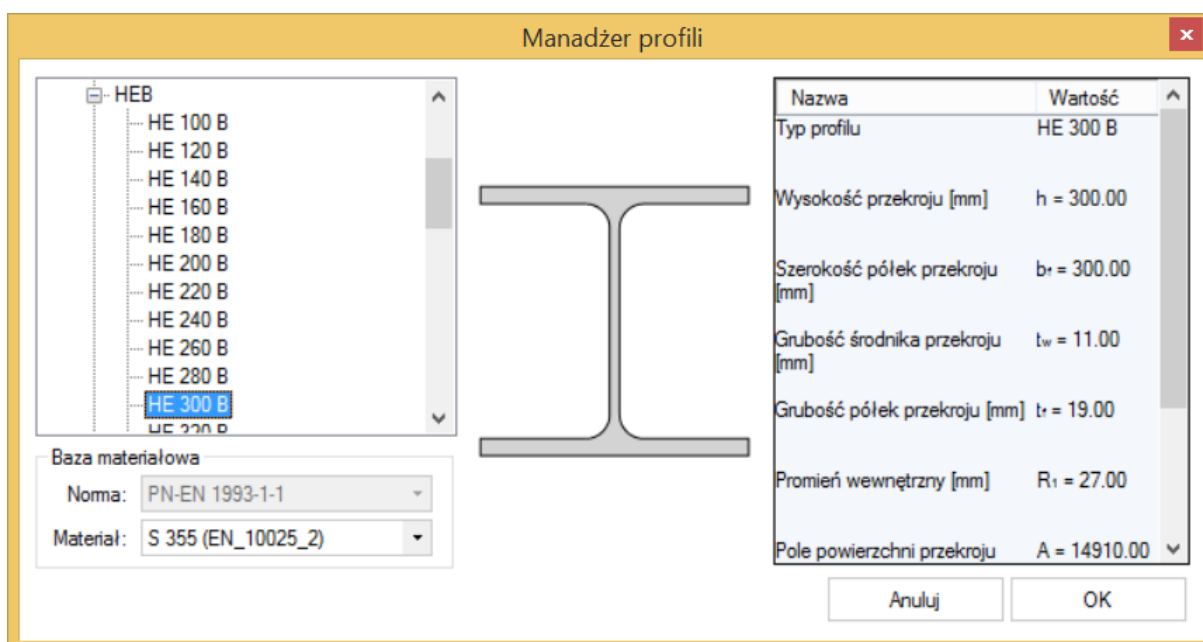 Manadżer profili
x
HEB
HE 100 B
HE 120 B
HE 140 B
HE 160 B
HE 180 B
HE 200 B
HE 220 B
HE 240 B
HE 260 B
HE 280 B
HE 300 B
Baza materiałowa
Norma: PN-EN 1993-1-1
Materiał: S 355 (EN_10025_2)
Nazwa Wartość
Typ profilu HE 300 B
Wysokość przekroju [mm] h = 300.00
Szerokość półek przekroju bf = 300.00
[mm]
Grubość środnika przekroju tw = 11.00
[mm]
Grubość półek przekroju [mm] tf = 19.00
Promień wewnętrzny [mm] R1 = 27.00
Pole powierzchni przekroju A = 14910.00
Anuluj OK